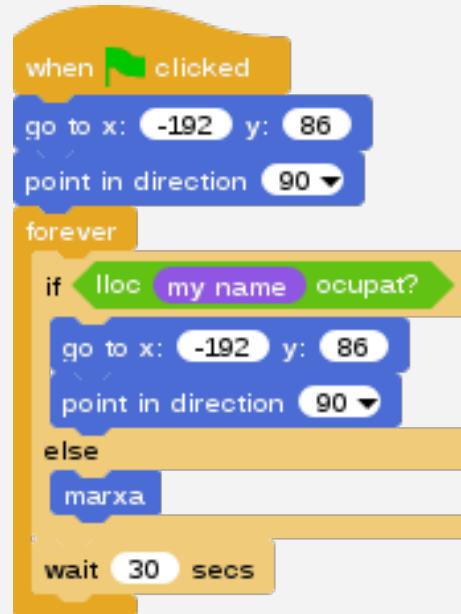 when clicked
go to x: -192 y: 86
point in direction 90
forever
if lloc my name ocupat?
go to x: -192 y: 86
point in direction 90
else
marxa
wait 30 secs